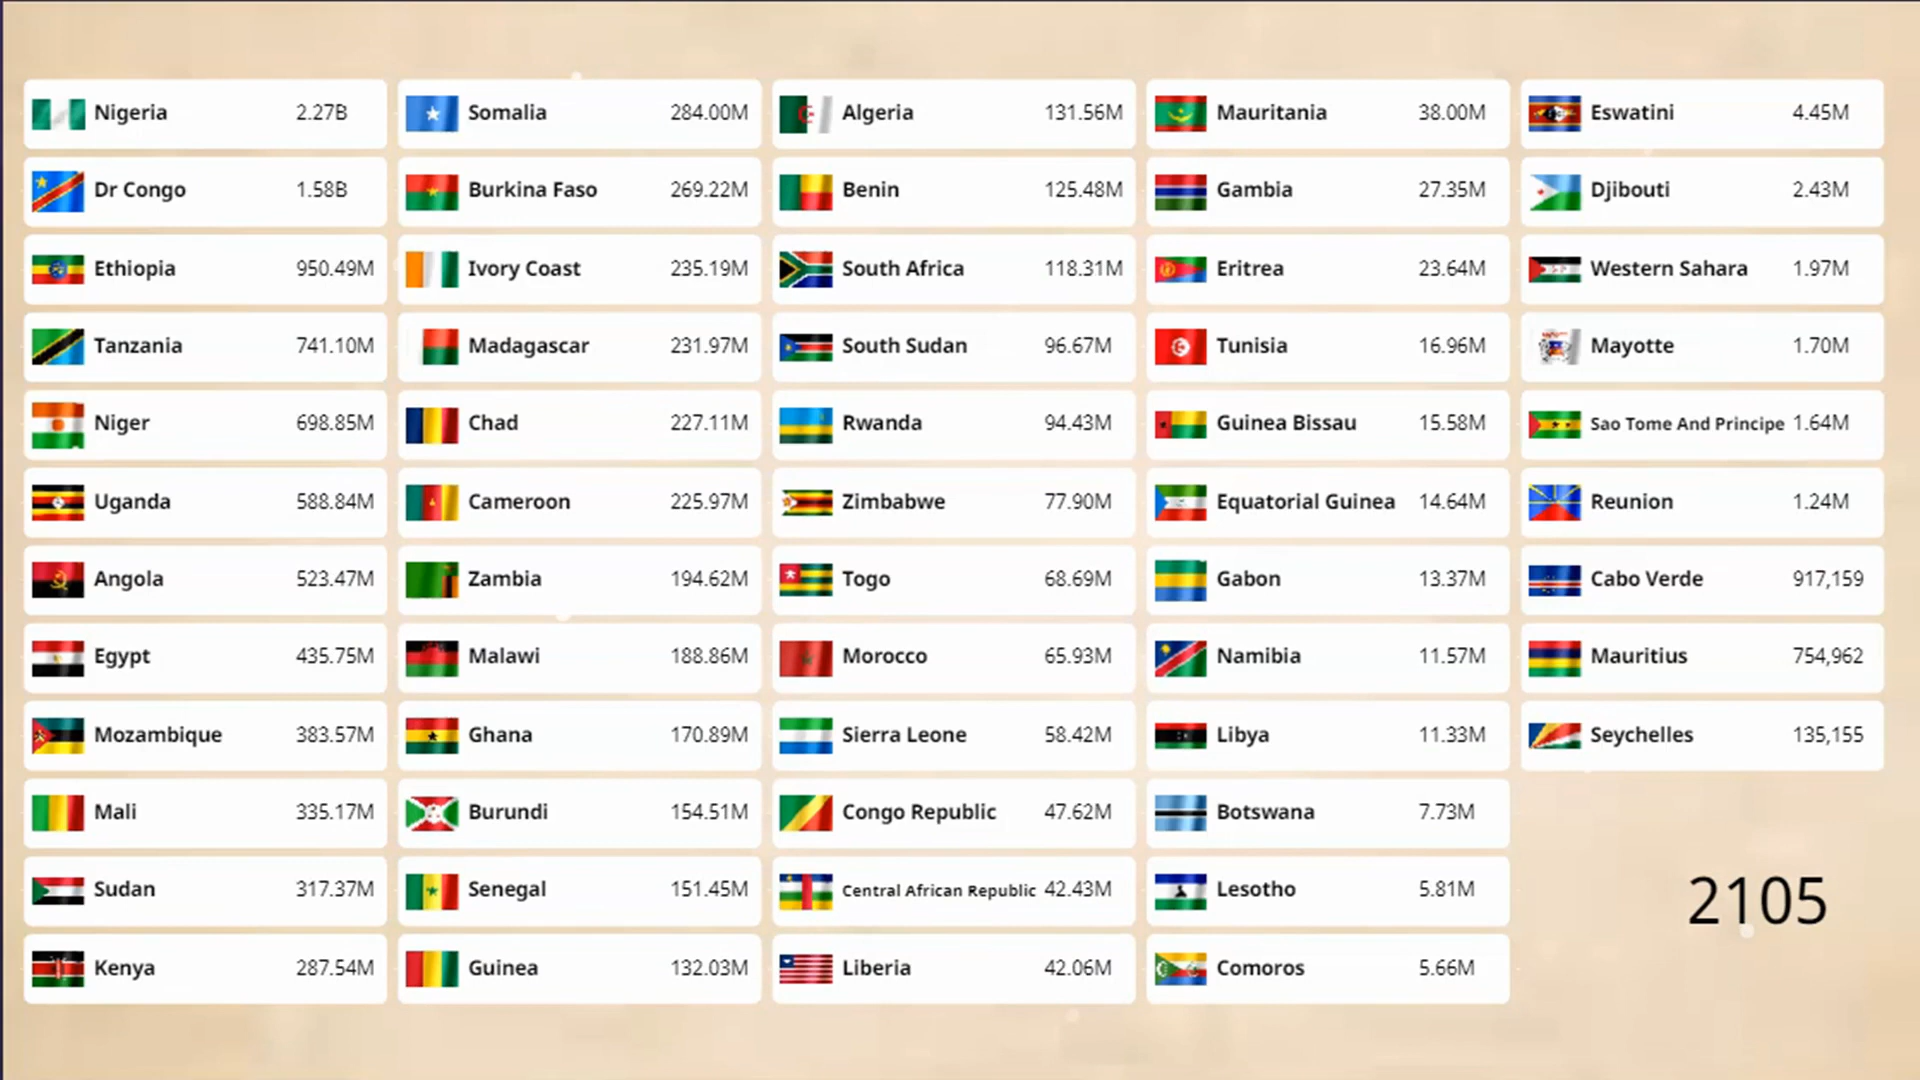 Nigeria 2.27B
Dr Congo 1.58B
Ethiopia 950.49M
Tanzania 741.10M
Niger 698.85M
Uganda 588.84M
Angola 523.47M
Egypt 435.75M
Mozambique 383.57M
Mali 335.17M
Sudan 317.37M
Kenya 287.54M
Somalia 284.00M
Burkina Faso 269.22M
Ivory Coast 235.19M
Madagascar 231.97M
Chad 227.11M
Cameroon 225.97M
Zambia 194.62M
Malawi 188.86M
Ghana 170.89M
Burundi 154.51M
Senegal 151.45M
Guinea 132.03M
Algeria 131.56M
Benin 125.48M
South Africa 118.31M
South Sudan 96.67M
Rwanda 94.43M
Zimbabwe 77.90M
Togo 68.69M
Morocco 65.93M
Sierra Leone 58.42M
Congo Republic 47.62M
Central African Republic 42.43M
Liberia 42.06M
Mauritania 38.00M
Gambia 27.35M
Eritrea 23.64M
Tunisia 16.96M
Guinea Bissau 15.58M
Equatorial Guinea 14.64M
Gabon 13.37M
Namibia 11.57M
Libya 11.33M
Botswana 7.73M
Lesotho 5.81M
Comoros 5.66M
Eswatini 4.45M
Djibouti 2.43M
Western Sahara 1.97M
Mayotte 1.70M
Sao Tome And Principe 1.64M
Reunion 1.24M
Cabo Verde 917,159
Mauritius 754,962
Seychelles 135,155
2105